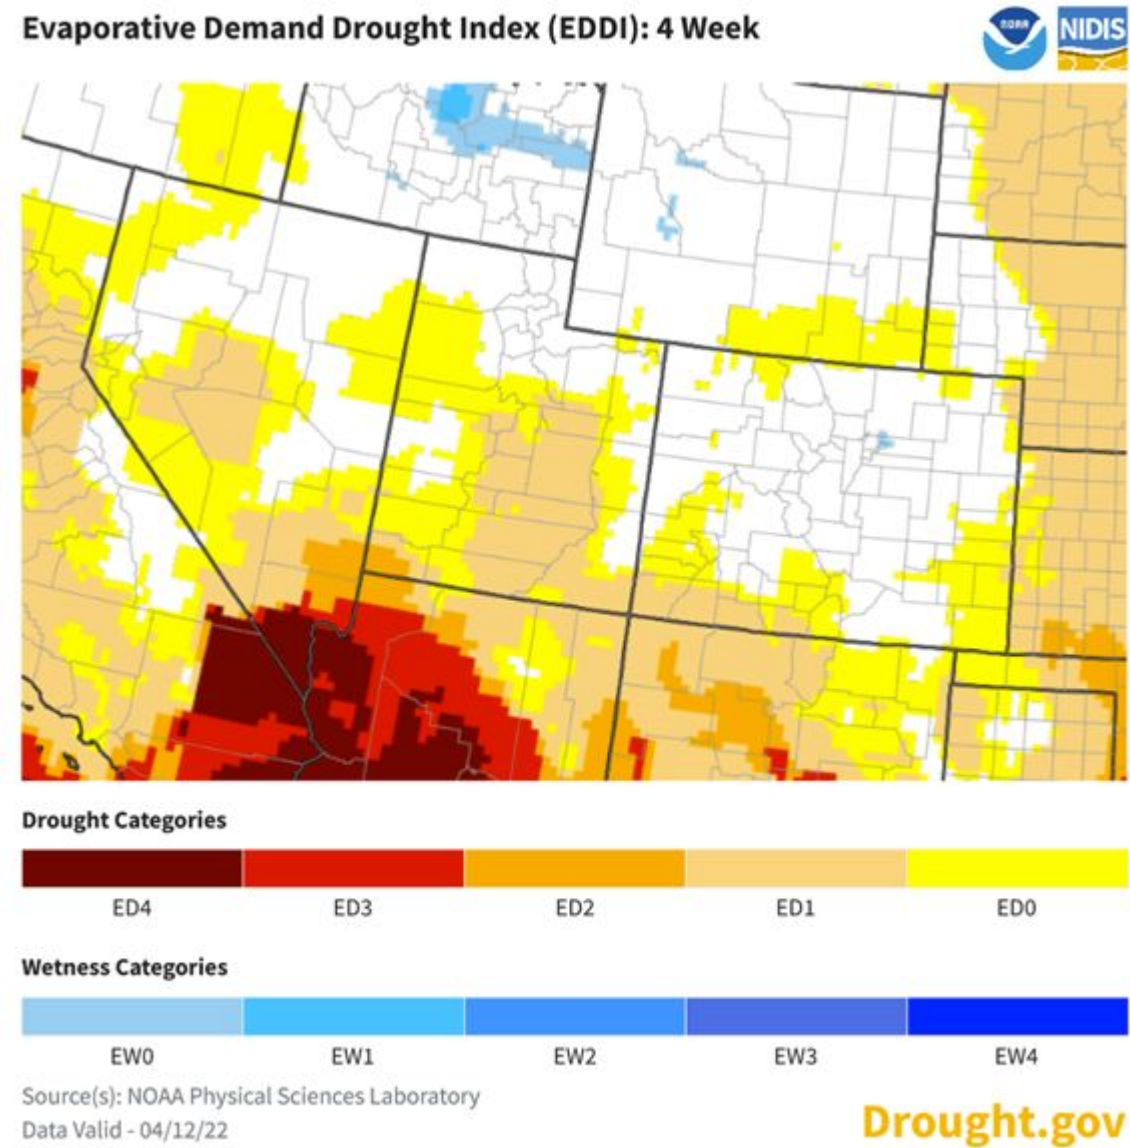 Evaporative Demand Drought Index (EDDI): 4 Week
NOAA
NIDIS
Drought Categories
ED4 ED3 ED2 ED1 ED0
Wetness Categories
EW0 EW1 EW2 EW3 EW4
Source(s): NOAA Physical Sciences Laboratory
Data Valid - 04/12/22
Drought.gov